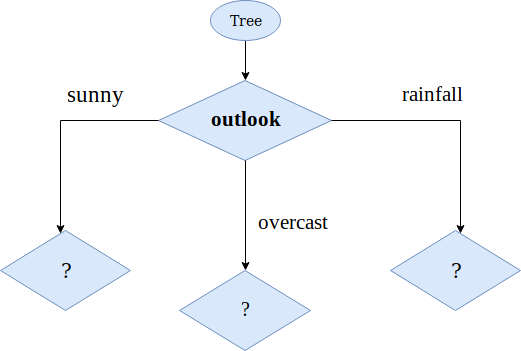 Tree
sunny
rainfall
outlook
overcast
?
?
?